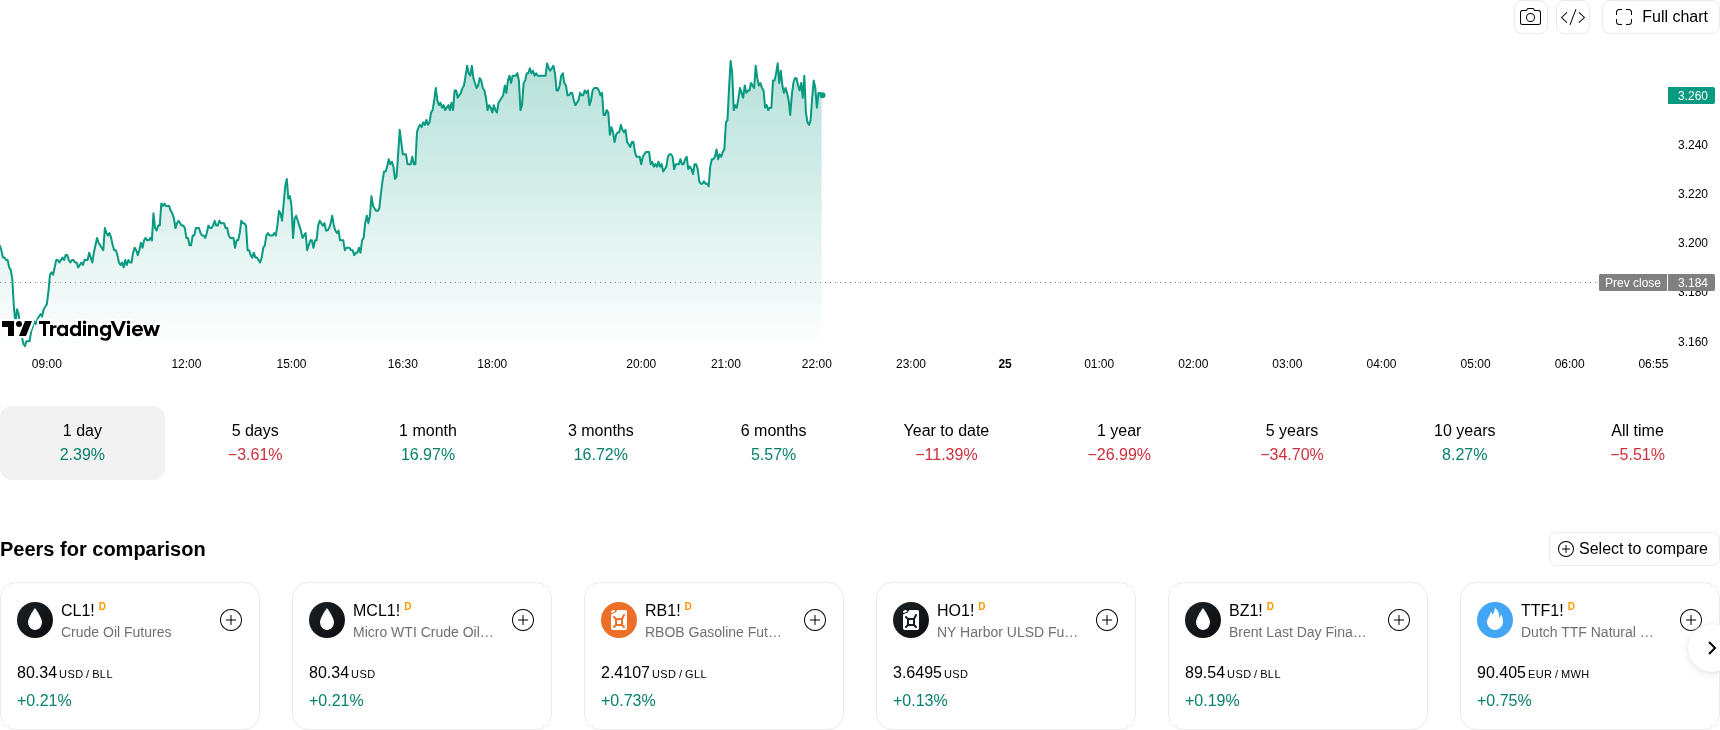 Full chart
3.260
3.240
3.220
3.200
Prev close 3.184
3.180
TradingView
3.160
09:00 12:00 15:00 16:30 18:00 20:00 21:00 22:00 23:00 25 01:00 02:00 03:00 04:00 05:00 06:00 06:55
1 day 5 days 1 month 3 months 6 months Year to date 1 year 5 years 10 years All time
2.39% −3.61% 16.97% 16.72% 5.57% −11.39% −26.99% −34.70% 8.27% −5.51%
Peers for comparison
Select to compare
CL1! D
Crude Oil Futures
80.34 USD / BLL
+0.21%
MCL1! D
Micro WTI Crude Oil…
80.34 USD
+0.21%
RB1! D
RBOB Gasoline Fut…
2.4107 USD / GLL
+0.73%
HO1! D
NY Harbor ULSD Fu…
3.6495 USD
+0.13%
BZ1! D
Brent Last Day Fina…
89.54 USD / BLL
+0.19%
TTF1! D
Dutch TTF Natural …
90.405 EUR / MWH
+0.75%